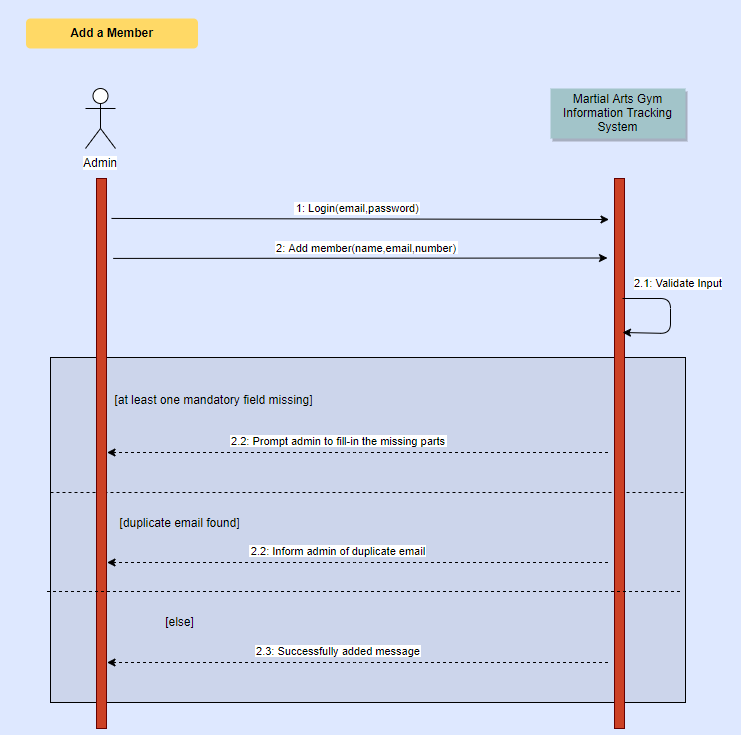 Add a Member
Martial Arts Gym
Information Tracking
System
Admin
1: Login(email,password)
2: Add member(name,email,number)
2.1: Validate Input
[at least one mandatory field missing]
2.2: Prompt admin to fill-in the missing parts
[duplicate email found]
2.2: Inform admin of duplicate email
[else]
2.3: Successfully added message